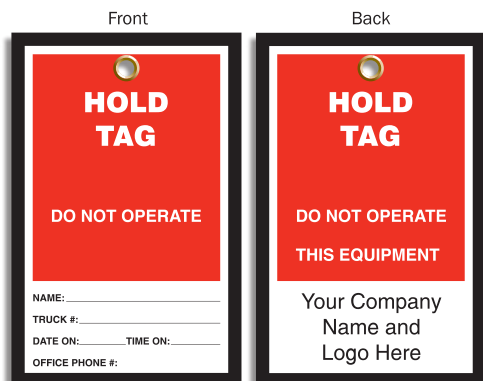 Front
HOLD
TAG
DO NOT OPERATE
NAME:
TRUCK #:
DATE ON: TIME ON:
OFFICE PHONE #:
Back
HOLD
TAG
DO NOT OPERATE
THIS EQUIPMENT
Your Company
Name and
Logo Here